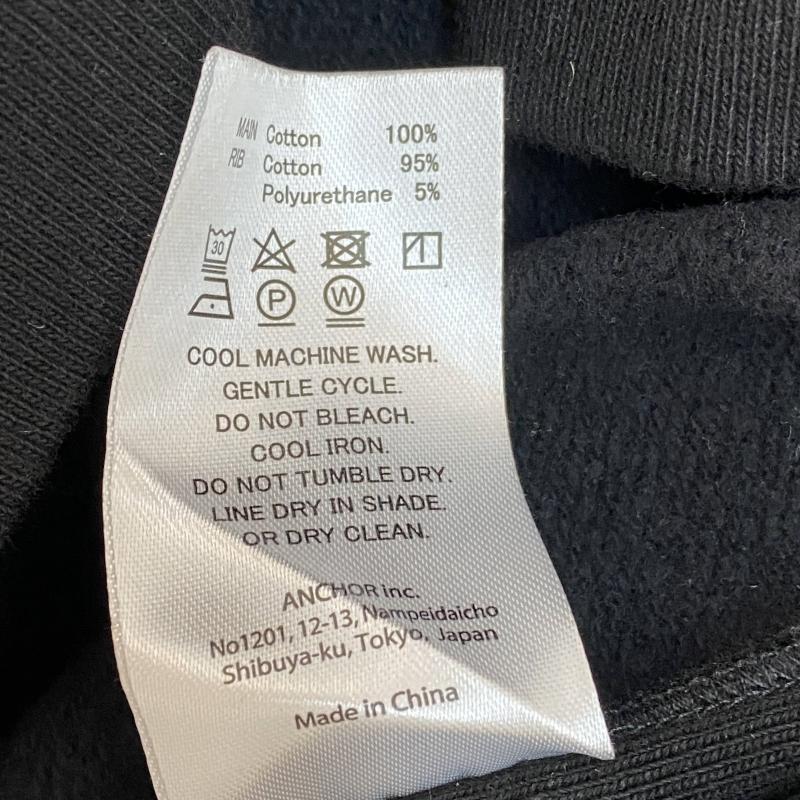 MAIN Cotton 100%
RIB Cotton 95%
Polyurethane 5%
30
P W
COOL MACHINE WASH.
GENTLE CYCLE.
DO NOT BLEACH.
COOL IRON.
DO NOT TUMBLE DRY.
LINE DRY IN SHADE.
OR DRY CLEAN.
ANCHOR inc.
No1201, 12-13, Nampeidaicho
Shibuya-ku, Tokyo, Japan
Made in China